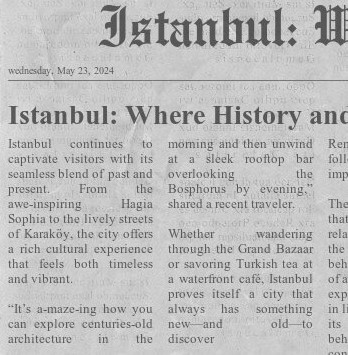 Istanbul:
wednesday, May 23, 2024
Istanbul: Where History and
Istanbul continues to
captivate visitors with its
seamless blend of past and
present. From the
awe-inspiring Hagia
Sophia to the lively streets
of Karaköy, the city offers
a rich cultural experience
that feels both timeless
and vibrant.
“It’s a-maze-ing how you
can explore centuries-old
architecture in the
morning and then unwind
at a sleek rooftop bar
overlooking the
Bosphorus by evening,”
shared a recent traveler.
Whether wandering
through the Grand Bazaar
or savoring Turkish tea at
a waterfront café, Istanbul
proves itself a city that
always has something
new—and old—to
discover
The
that
rela
the
beh
of a
exp
in li
its
beh